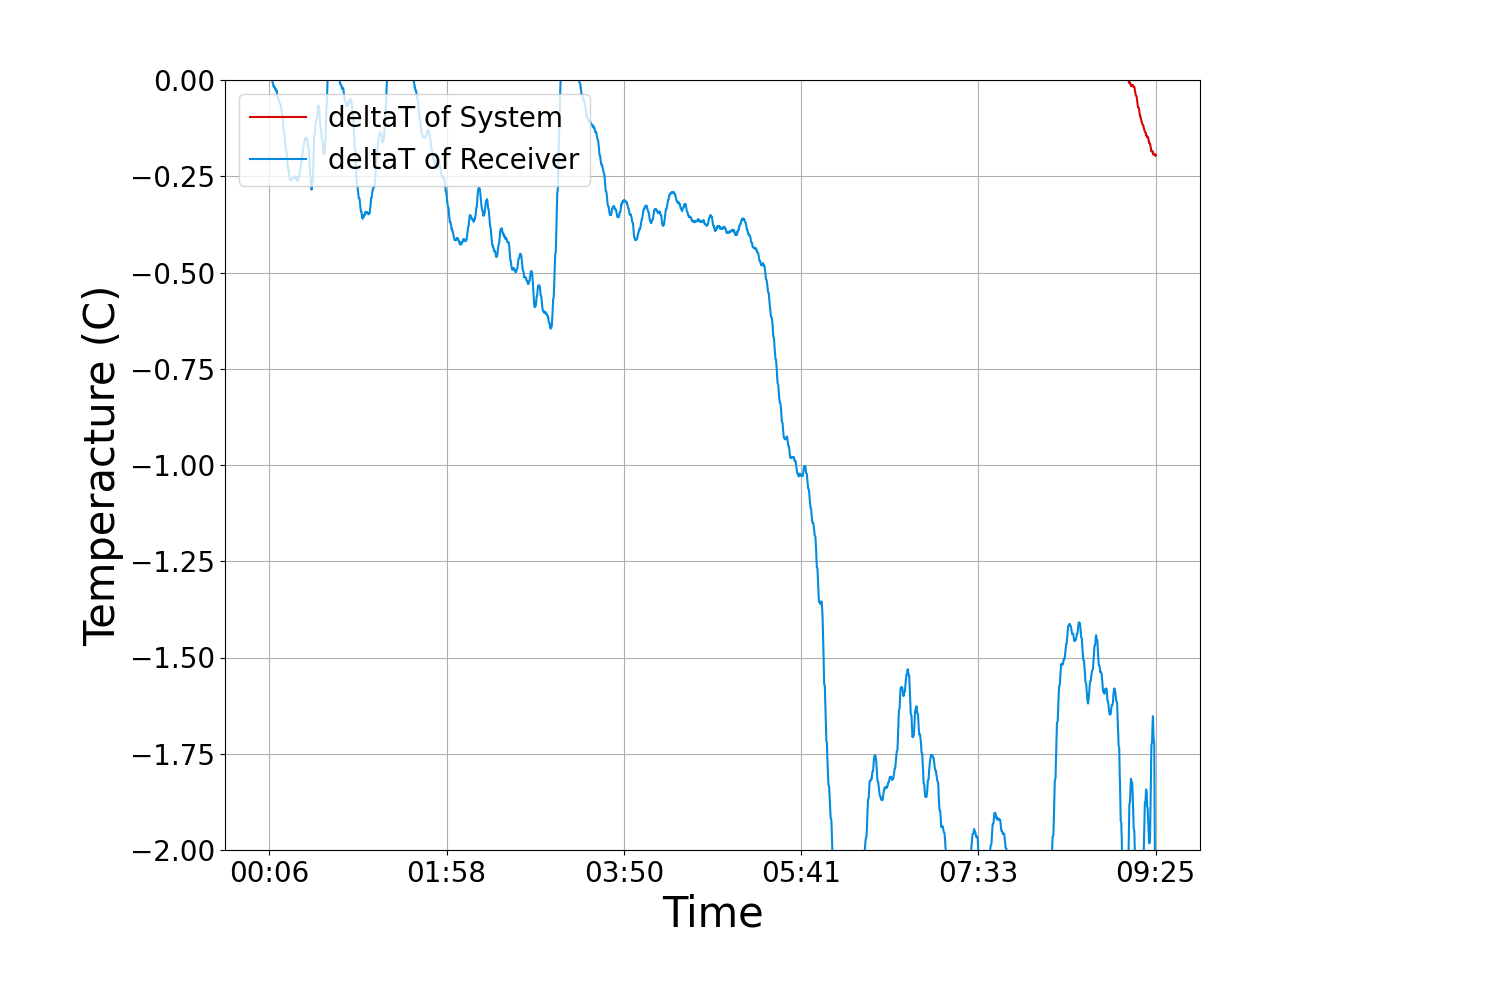 0.00
−0.25
−0.50
−0.75
−1.00
−1.25
−1.50
−1.75
−2.00
Temperacture (C)
deltaT of System
deltaT of Receiver
00:06 01:58 03:50 05:41 07:33 09:25
Time